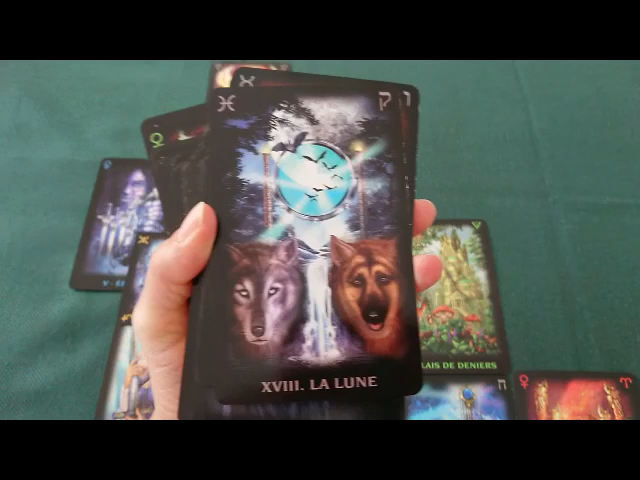 ק
XVIII. LA LUNE
LAIS DE DENIERS